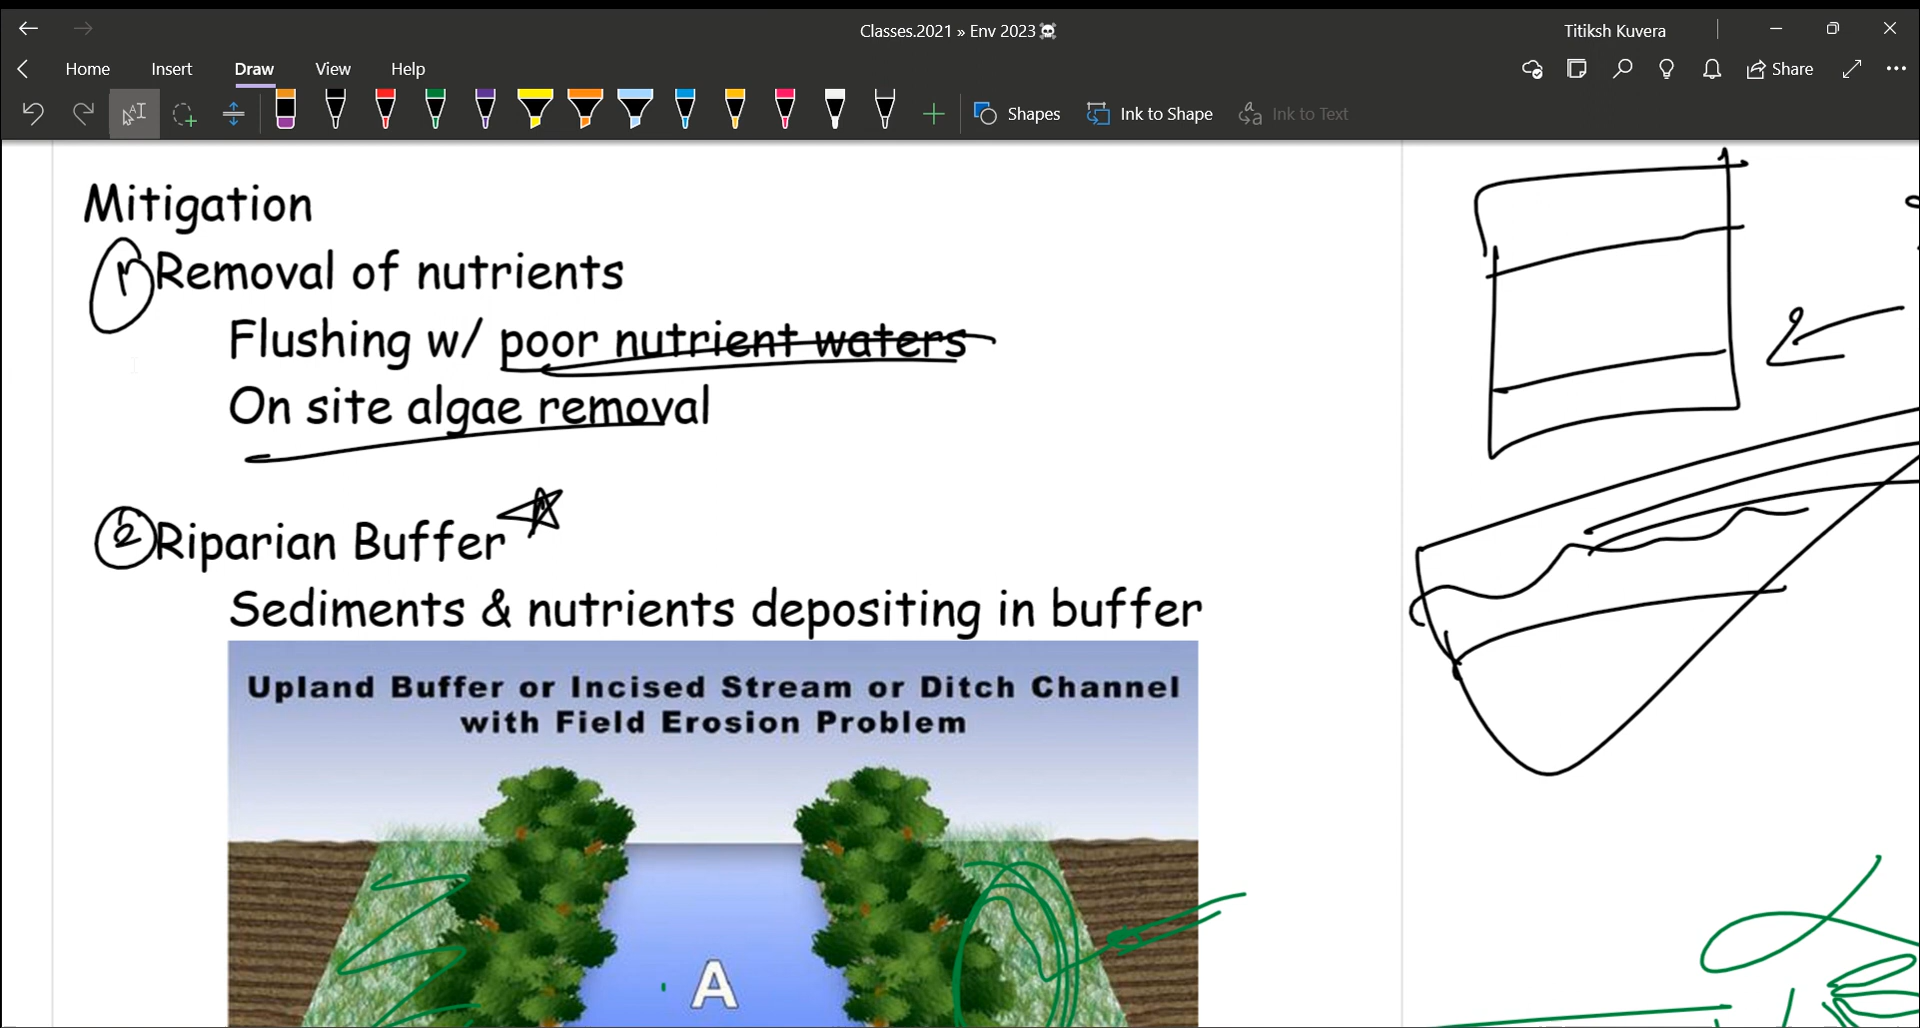 Classes.2021 » Env 2023☠
Titiksh Kuvera
Home Insert Draw View Help
Share
Shapes
Ink to Shape
Ink to Text
Mitigation
1 Removal of nutrients
Flushing w/ poor nutrient waters
On site algae removal
2 Riparian Buffer
Sediments & nutrients depositing in buffer
Upland Buffer or Incised Stream or Ditch Channel
with Field Erosion Problem
A